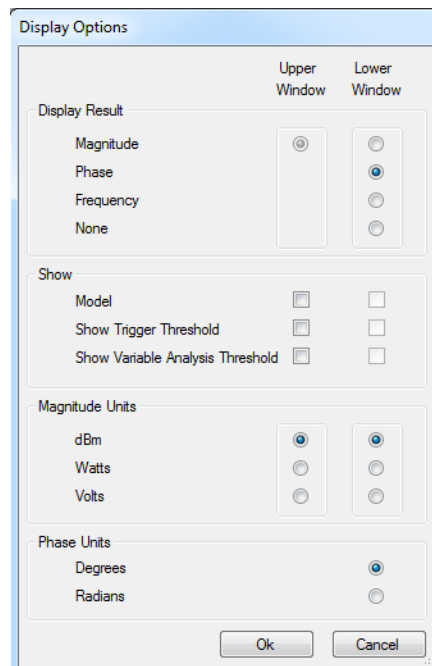 Display Options
Upper Window
Lower Window
Display Result
Magnitude
Phase
Frequency
None
Show
Model
Show Trigger Threshold
Show Variable Analysis Threshold
Magnitude Units
dBm
Watts
Volts
Phase Units
Degrees
Radians
Ok
Cancel